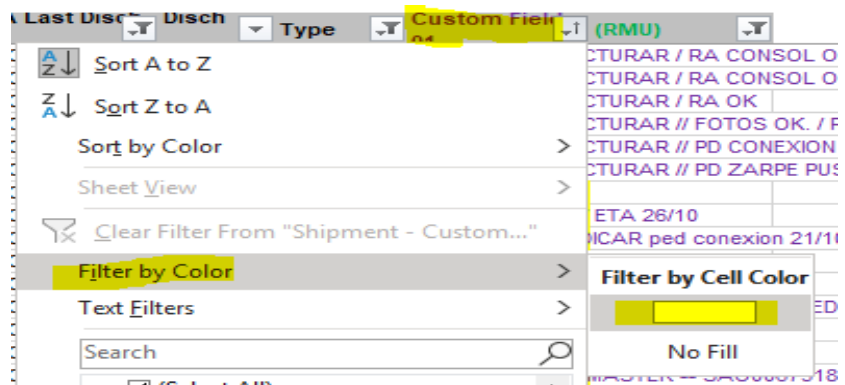 Last Disch Disch Type Custom Field (RMU)
Sort A to Z
CTURAR / RA CONSOL O
CTURAR / RA CONSOL O
Sort Z to A
CTURAR / RA OK
CTURAR // FOTOS OK. /
Sort by Color
CTURAR // PD CONEXION
CTURAR // PD ZARPE PUS
Sheet View
ETA 26/10
Clear Filter From "Shipment - Custom..."
DICAR ped conexion 21/1
Filter by Color
Filter by Cell Color
Text Filters
ED
Search
No Fill
(Select All)